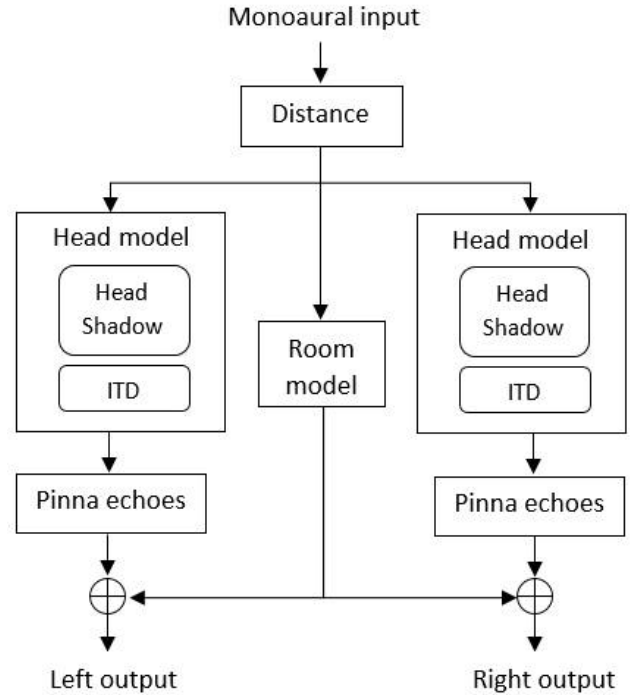 Monoaural input
Distance
Head model
Head
Shadow
ITD
Pinna echoes
Room
model
Head model
Head
Shadow
ITD
Pinna echoes
Left output
Right output